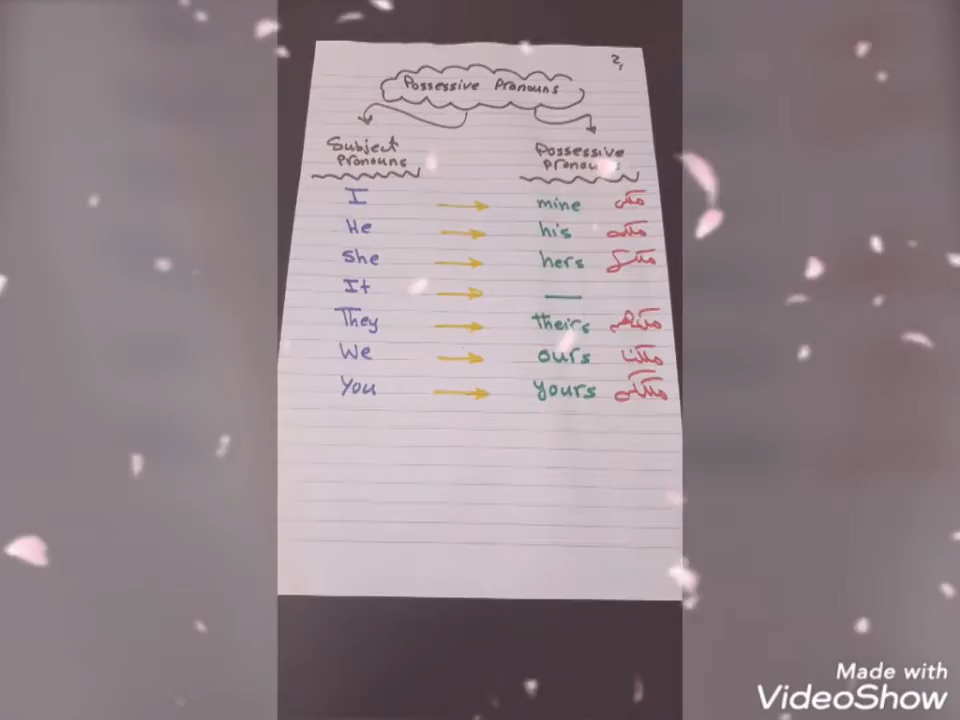 2,
Possessive Pronouns
Subject Pronouns
Possessive
I → mine ملكي
He → his ملكه
She → hers ملكها
It → —
They → theirs ملكهم
We → ours ملكنا
You → yours
Made with
VideoShow